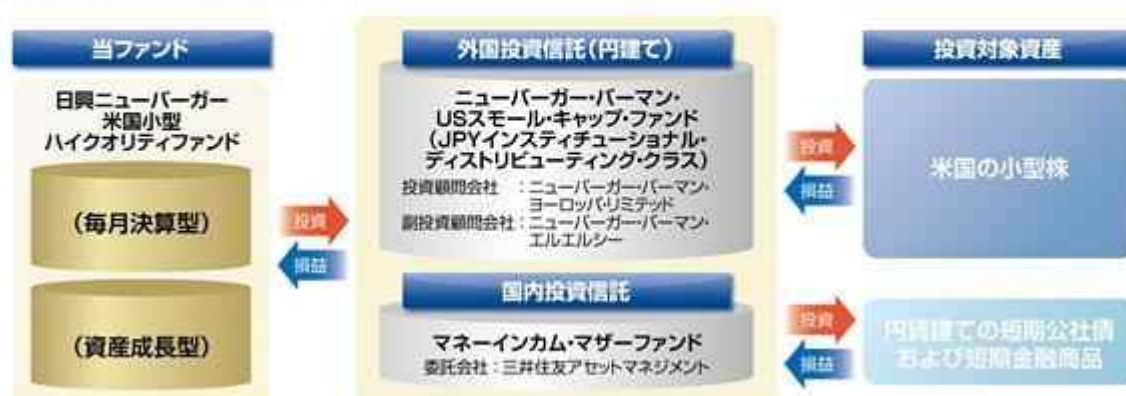 当ファンド
日興ニューバーガー
米国小型
ハイクオリティファンド
(毎月決算型)
(資産成長型)
投資
損益
外国投資信託(円建て)
ニューバーガー・バーマン・
USスモール・キャップ・ファンド
(JPYインスティチューショナル・
ディストリビューティング・クラス)
投資顧問会社 :ニューバーガー・バーマン・
ヨーロッパ・リミテッド
副投資顧問会社:ニューバーガー・バーマン・
エルエルシー
国内投資信託
マネーインカム・マザーファンド
委託会社:三井住友アセットマネジメント
投資
損益
投資
損益
投資対象資産
米国の小型株
円貨建ての短期公社債
および短期金融商品